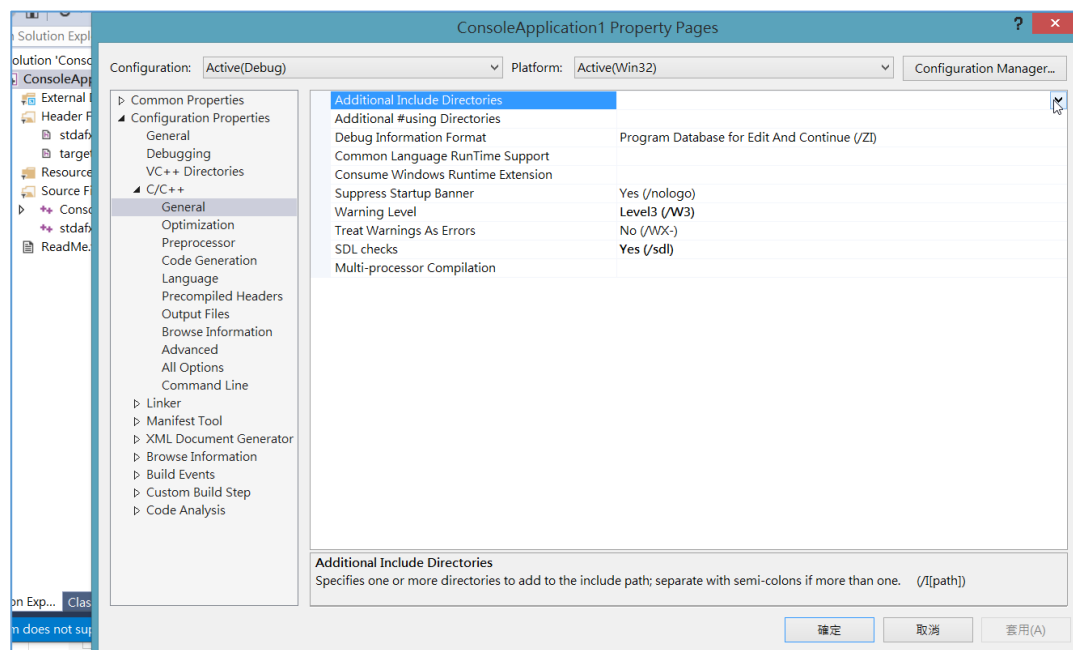 ConsoleApplication1 Property Pages
?
Solution Expl
olution 'Conso
ConsoleApp
External
Header F
stdafx
target
Resource
Source Fi
Conso
stdafx
ReadMe.
on Exp... Clas
m does not sup
Configuration: Active(Debug) Platform: Active(Win32) Configuration Manager...
Common Properties
Configuration Properties
General
Debugging
VC++ Directories
C/C++
General
Optimization
Preprocessor
Code Generation
Language
Precompiled Headers
Output Files
Browse Information
Advanced
All Options
Command Line
Linker
Manifest Tool
XML Document Generator
Browse Information
Build Events
Custom Build Step
Code Analysis
Additional Include Directories
Additional #using Directories
Debug Information Format Program Database for Edit And Continue (/ZI)
Common Language RunTime Support
Consume Windows Runtime Extension
Suppress Startup Banner Yes (/nologo)
Warning Level Level3 (/W3)
Treat Warnings As Errors No (/WX-)
SDL checks Yes (/sdl)
Multi-processor Compilation
Additional Include Directories
Specifies one or more directories to add to the include path; separate with semi-colons if more than one. (/I[path])
確定 取消 套用(A)